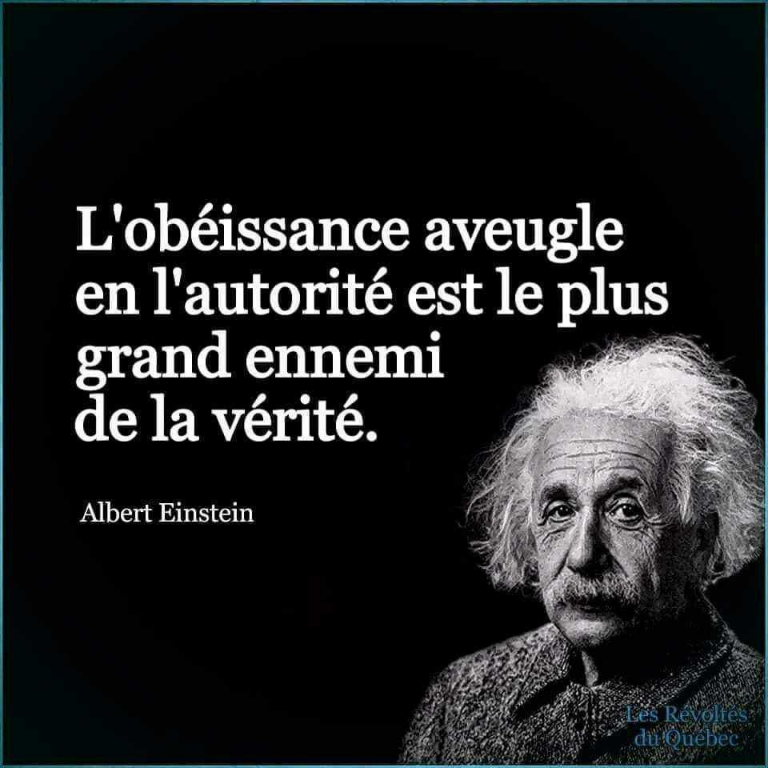 L'obéissance aveugle
en l'autorité est le plus
grand ennemi
de la vérité.
Albert Einstein
Les Révoltés
du Québec